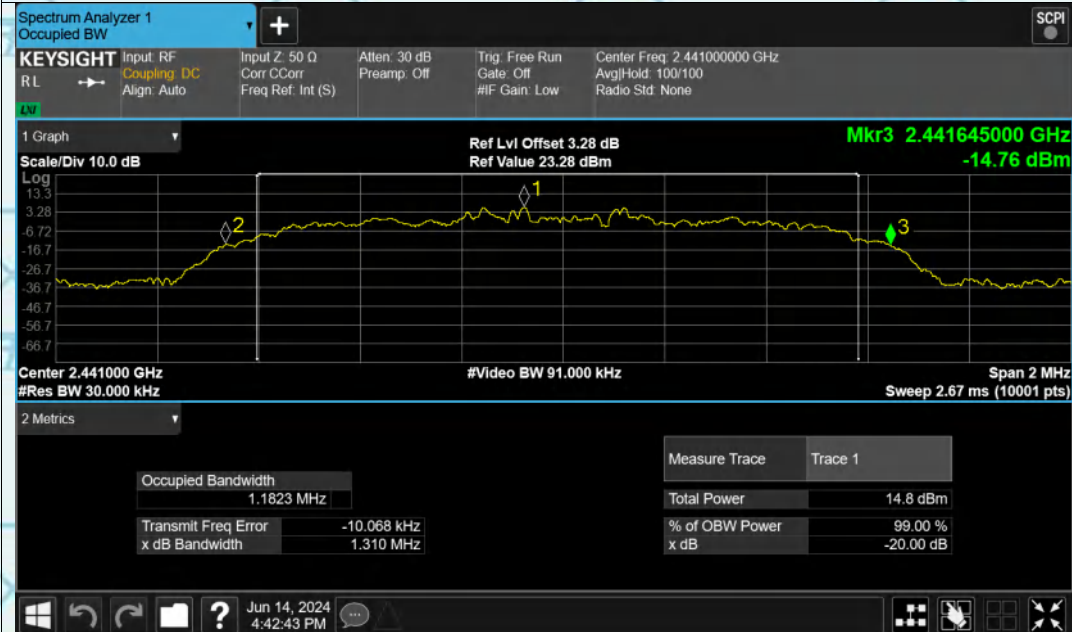 Spectrum Analyzer 1
Occupied BW
+
SCPI
KEYSIGHT
RL
LXI
Input: RF
Coupling: DC
Align: Auto
Input Z: 50 Ω
Corr CCorr
Freq Ref: Int (S)
Atten: 30 dB
Preamp: Off
Trig: Free Run
Gate: Off
#IF Gain: Low
Center Freq: 2.441000000 GHz
Avg|Hold: 100/100
Radio Std: None
1 Graph
Scale/Div 10.0 dB
Ref Lvl Offset 3.28 dB
Ref Value 23.28 dBm
Mkr3 2.441645000 GHz
-14.76 dBm
Log
13.3
3.28
-6.72
-16.7
-26.7
-36.7
-46.7
-56.7
-66.7
1
2
3
Center 2.441000 GHz
#Res BW 30.000 kHz
#Video BW 91.000 kHz
Span 2 MHz
Sweep 2.67 ms (10001 pts)
2 Metrics
Occupied Bandwidth
1.1823 MHz
Transmit Freq Error -10.068 kHz
x dB Bandwidth 1.310 MHz
Measure Trace Trace 1
Total Power 14.8 dBm
% of OBW Power 99.00 %
x dB -20.00 dB
?
Jun 14, 2024
4:42:43 PM